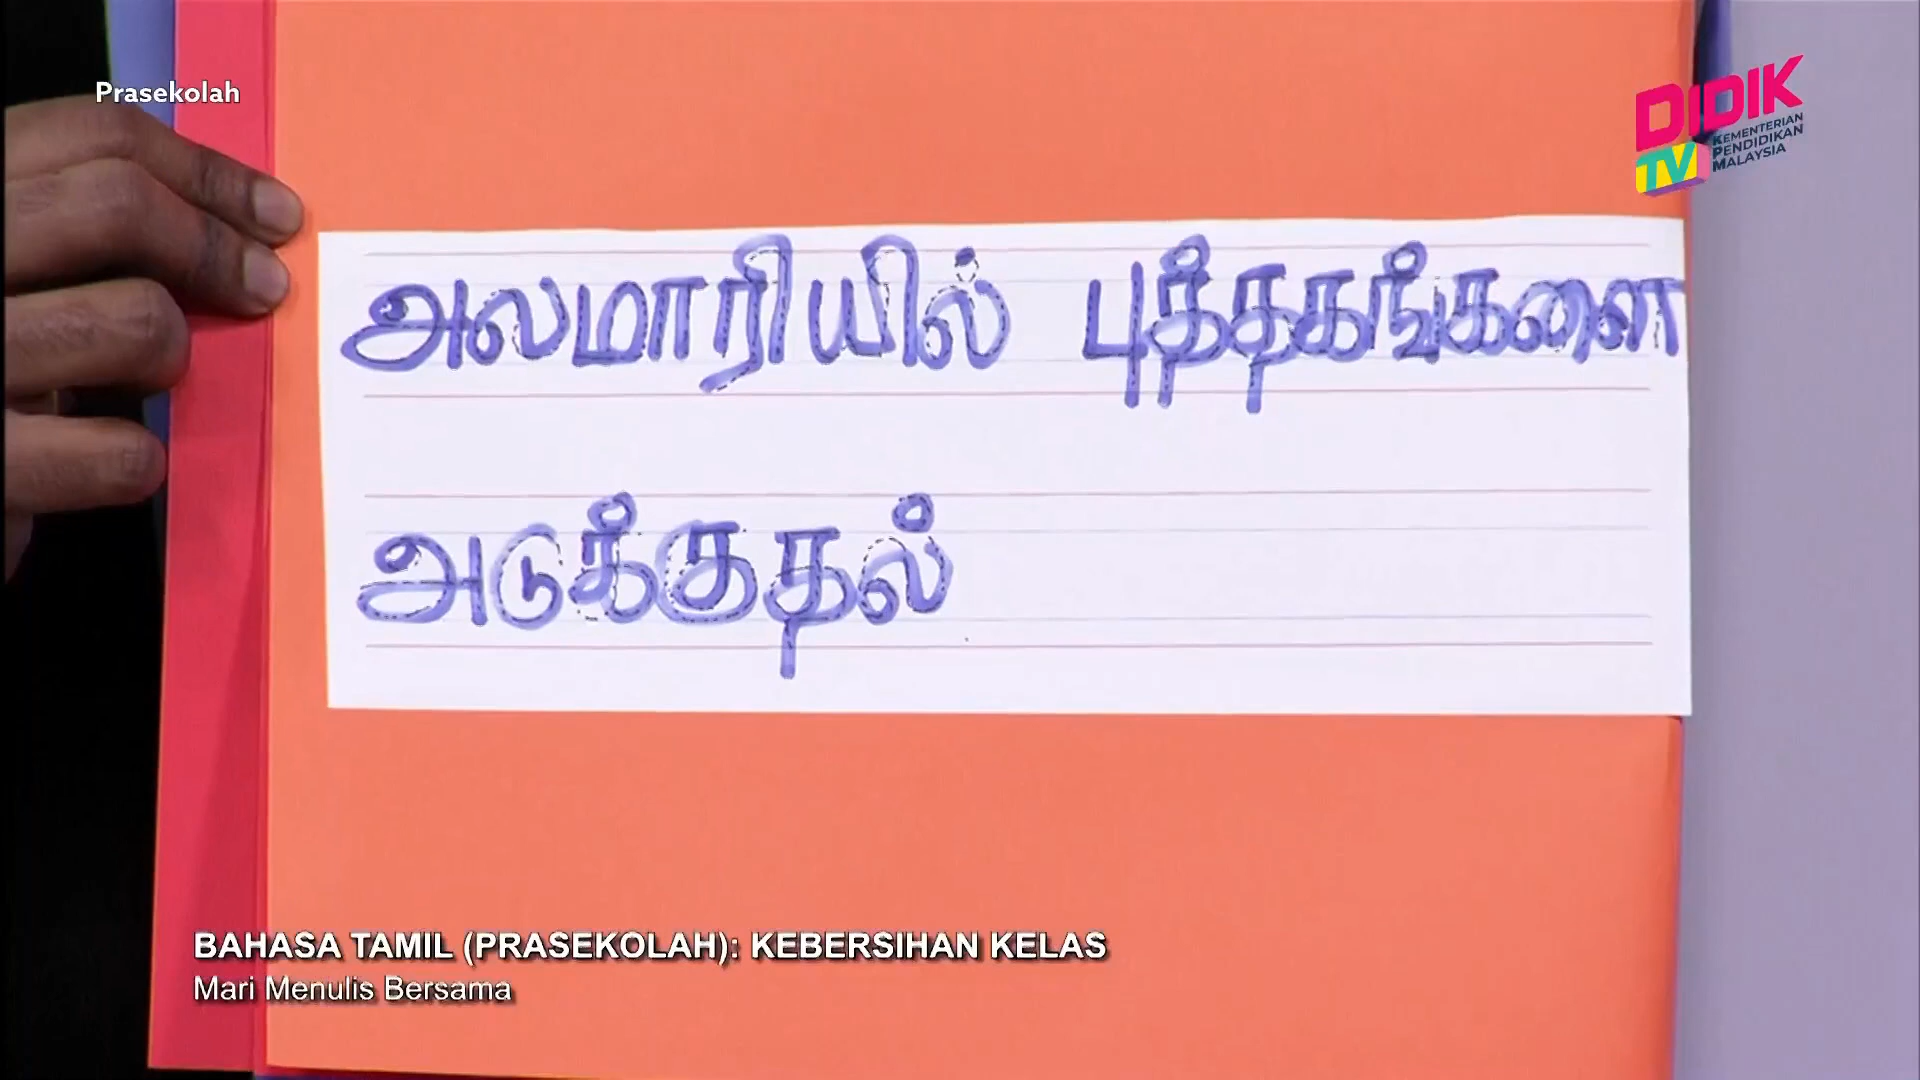 Prasekolah
DIDIK
TV
KEMENTERIAN
PENDIDIKAN
MALAYSIA
அலமாரியில் புத்தகங்களை
அடுக்குதல்
BAHASA TAMIL (PRASEKOLAH): KEBERSIHAN KELAS
Mari Menulis Bersama